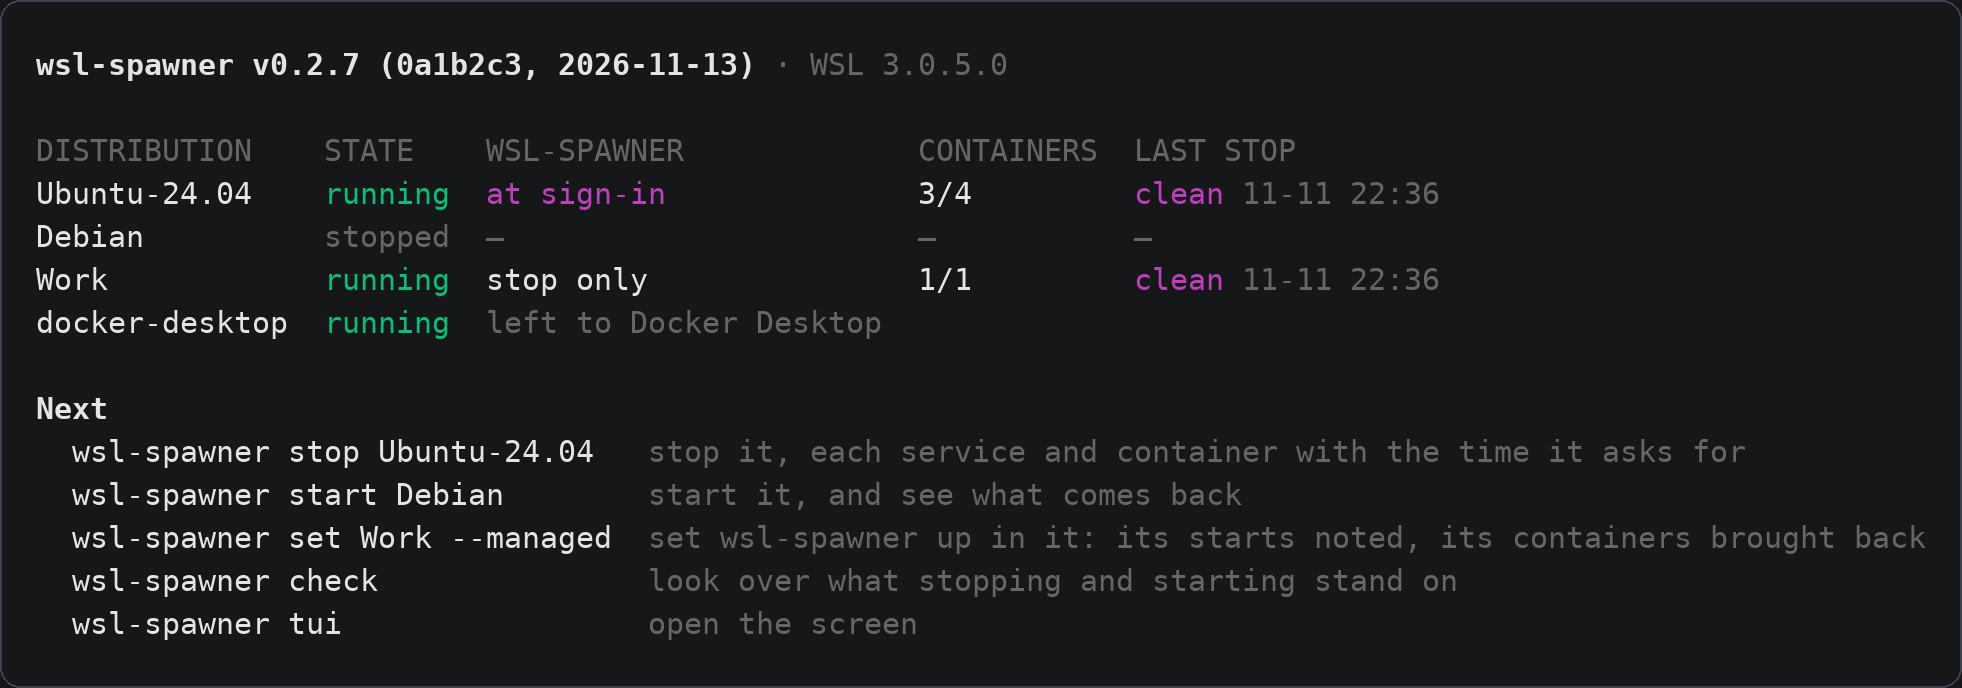 wsl-spawner v0.2.7 (0a1b2c3, 2026-11-13) · WSL 3.0.5.0
DISTRIBUTION STATE WSL-SPAWNER CONTAINERS LAST STOP
Ubuntu-24.04 running at sign-in 3/4 clean 11-11 22:36
Debian stopped — — —
Work running stop only 1/1 clean 11-11 22:36
docker-desktop running left to Docker Desktop
Next
wsl-spawner stop Ubuntu-24.04 stop it, each service and container with the time it asks for
wsl-spawner start Debian start it, and see what comes back
wsl-spawner set Work --managed set wsl-spawner up in it: its starts noted, its containers brought back
wsl-spawner check look over what stopping and starting stand on
wsl-spawner tui open the screen